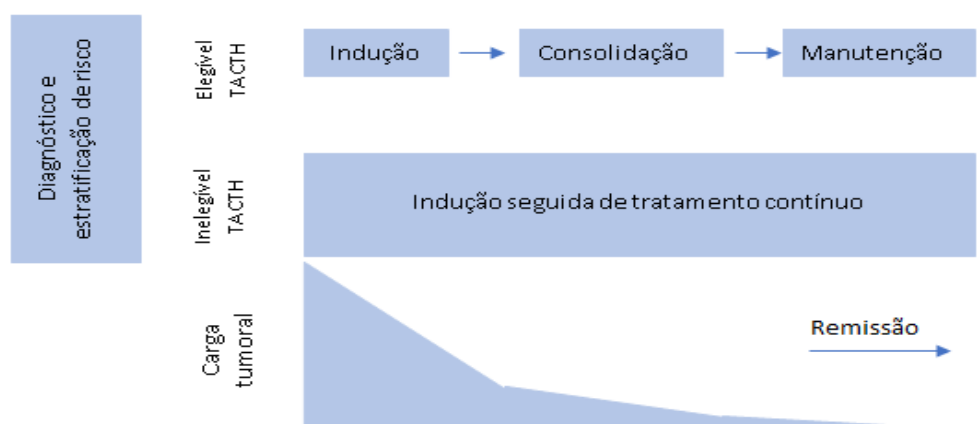 Diagnóstico e
estratificação de risco
Elegível
TACTH
Indução
Consolidação
Manutenção
Inelegível
TACTH
Indução seguida de tratamento contínuo
Carga
tumoral
Remissão